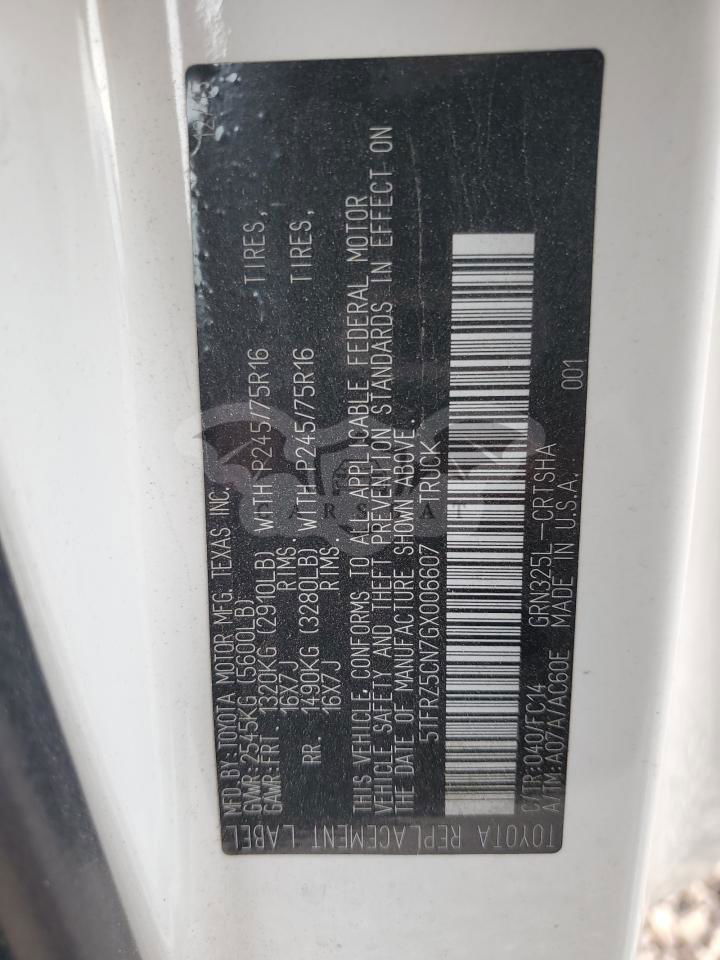 MFD.BY:TOYOTA MOTOR MFG. TEXAS INC.
GVWR:2545KG (5600LB)
GAWR:FRT. 1320KG (2910LB) WITH P245/75R16 TIRES,
16X7J RIMS.
RR. 1490KG (3280LB) WITH P245/75R16 TIRES,
16X7J RIMS.
THIS VEHICLE CONFORMS TO ALL APPLICABLE FEDERAL MOTOR
VEHICLE SAFETY AND THEFT PREVENTION STANDARDS IN EFFECT ON
THE DATE OF MANUFACTURE SHOWN ABOVE.
5TFRZ5CN7GX006607 TRUCK
C/TR:040/FC14 GRN325L-CRTSHA 001
A/TM:A07A/AC60E MADE IN U.S.A.
TOYOTA REPLACEMENT LABEL